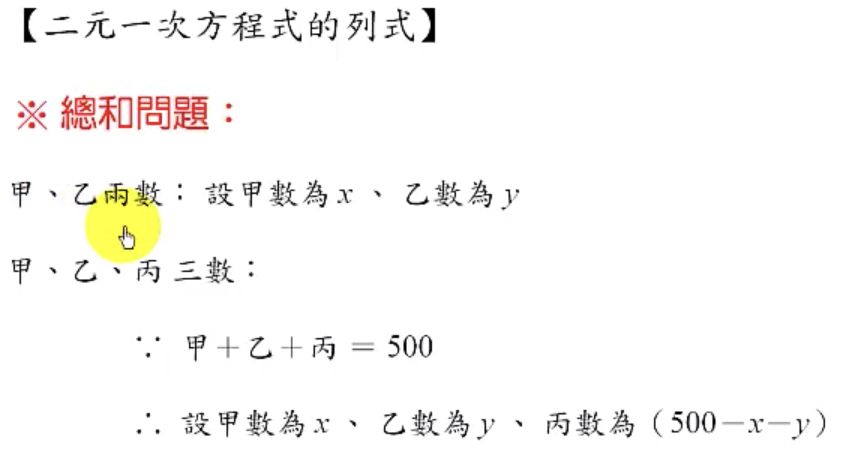 【二元一次方程式的列式】
※ 總和問題：
甲、乙兩數： 設甲數為 x 、 乙數為 y
甲、乙、丙 三數：
∵ 甲＋乙＋丙 ＝ 500
∴ 設甲數為 x 、 乙數為 y 、 丙數為（500－x－y）